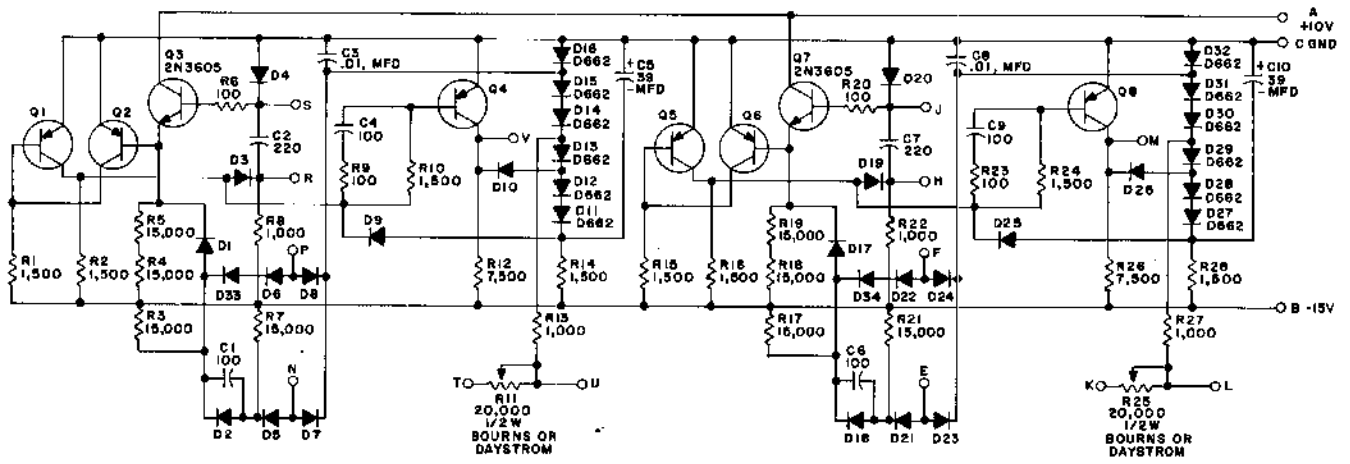 A
+10V
C GND
B -15V
Q1
Q2
Q3
2N3605
R6
100
D4
S
C2
220
D3
R
C3
.01, MFD
C4
100
R9
100
R10
1,500
Q4
V
D10
D9
D16
D662
D15
D662
D14
D662
D13
D662
D12
D662
D11
D662
+
C5
39
-MFD
R1
1,500
R2
1,500
R5
15,000
R4
15,000
R3
15,000
D1
R8
1,000
P
D33
D6
D8
R7
15,000
C1
100
N
D2
D5
D7
R12
7,500
R14
1,500
R13
1,000
T
U
R11
20,000
1/2W
BOURNS OR
DAYSTROM
Q5
Q6
Q7
2N3605
R20
100
D20
J
C7
220
D19
H
C8
.01, MFD
C9
100
R23
100
R24
1,500
Q8
M
D26
D25
D32
D662
D31
D662
D30
D662
D29
D662
D28
D662
D27
D662
+
C10
39
-MFD
R15
1,500
R16
1,500
R19
15,000
R18
15,000
R17
15,000
D17
R22
1,000
F
D34
D22
D24
R21
15,000
C6
100
E
D18
D21
D23
R26
7,500
R28
1,500
R27
1,000
K
L
R25
20,000
1/2W
BOURNS OR
DAYSTROM